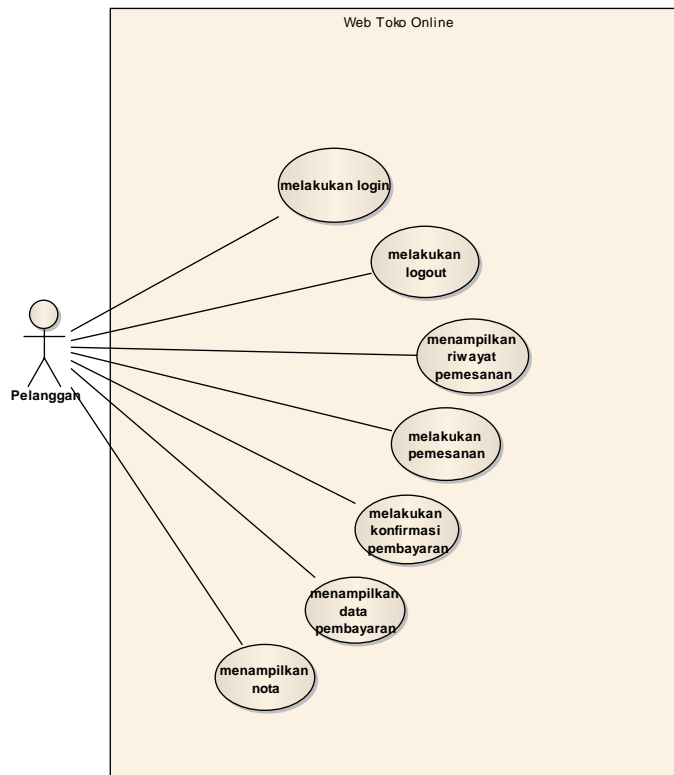 Web Toko Online
melakukan login
melakukan
logout
menampilkan
riwayat
pemesanan
Pelanggan
melakukan
pemesanan
melakukan
konfirmasi
pembayaran
menampilkan
data
pembayaran
menampilkan
nota